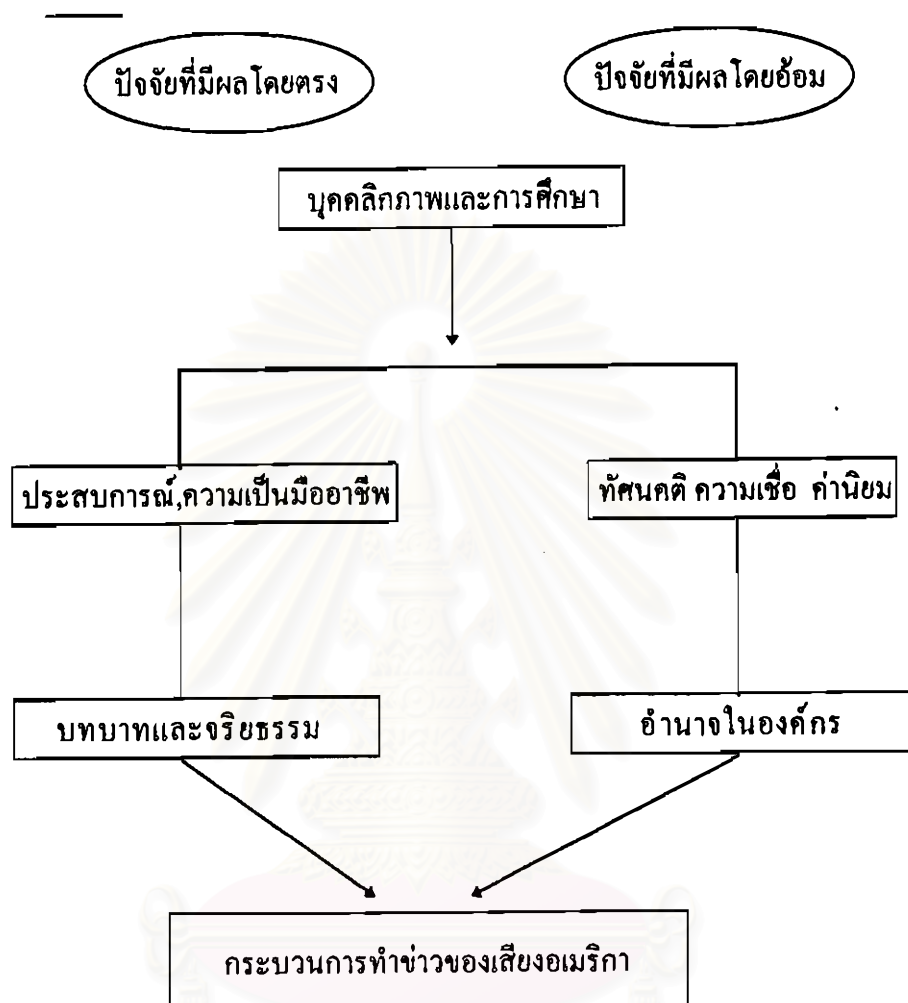 ปัจจัยที่มีผลโดยตรง
ปัจจัยที่มีผลโดยอ้อม
บุคคลิกภาพและการศึกษา
ประสบการณ์,ความเป็นมืออาชีพ
ทัศนคติ ความเชื่อ ค่านิยม
บทบาทและจริยธรรม
อำนาจในองค์กร
กระบวนการทำข่าวของเสียงอเมริกา